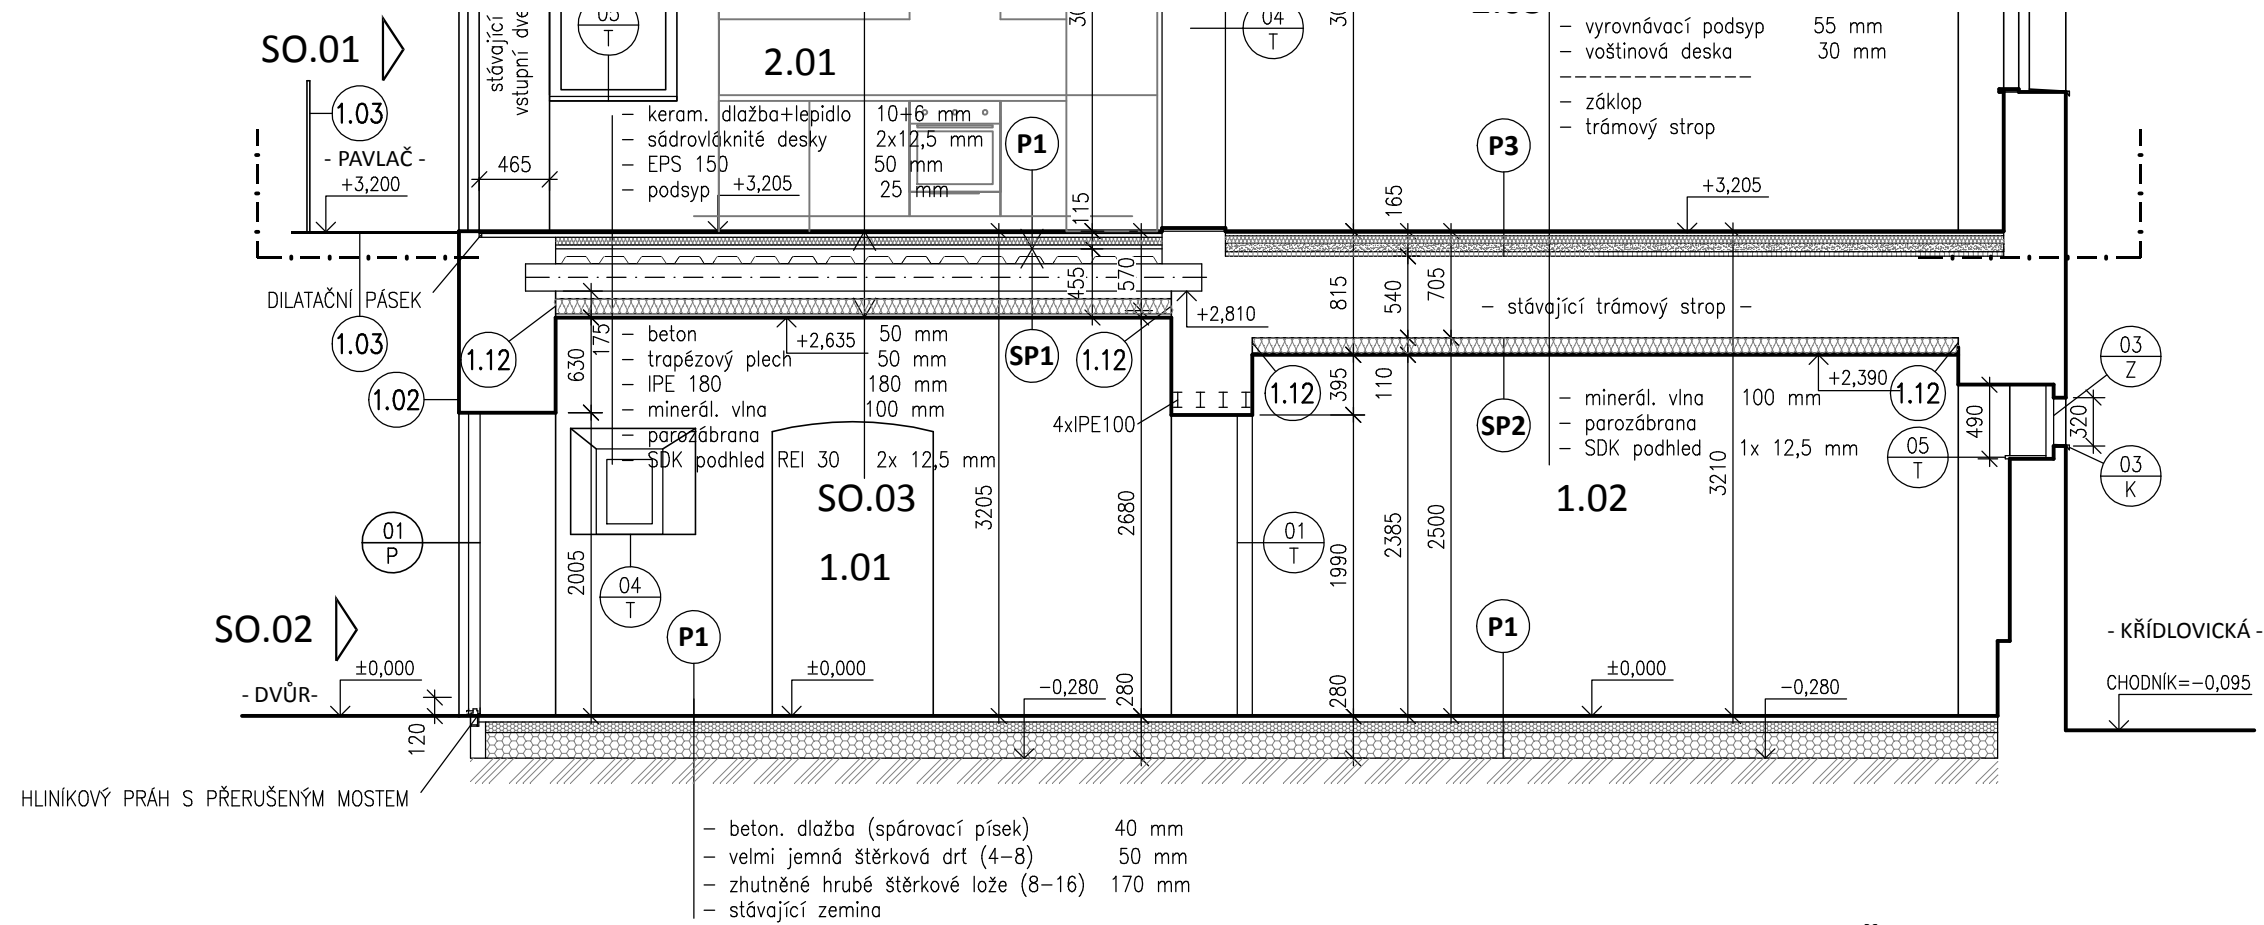 SO.01
stávající
vstupní dve
05
T
2.01
04
T
- vyrovnávací podsyp 55 mm
- voštinová deska 30 mm
- záklop
- trámový strop
1.03
- PAVLAČ -
+3,200
465
- keram. dlažba+lepidlo 10+6 mm
- sádrovláknité desky 2x12,5 mm
- EPS 150 50 mm
- podsyp 25 mm
+3,205
P1
P3
115
165
+3,205
DILATAČNÍ PÁSEK
1.03
1.12
1.02
630
175
455
570
815
540
705
- stávající trámový strop -
+2,810
- beton 50 mm
- trapézový plech 50 mm
- IPE 180 180 mm
- minerál. vlna 100 mm
- parozábrana
- SDK podhled REI 30 2x 12,5 mm
+2,635
SP1
1.12
1.12
4xIPE100
395
110
SP2
+2,390
1.12
- minerál. vlna 100 mm
- parozábrana
- SDK podhled 1x 12,5 mm
03
Z
490
320
05
T
03
K
SO.03
1.01
1.02
3205
2680
2385
2500
3210
1990
2005
01
P
04
T
01
T
P1
P1
SO.02
- DVŮR-
±0,000
±0,000
-0,280
280
280
±0,000
-0,280
120
- KŘÍDLOVICKÁ -
CHODNÍK=-0,095
HLINÍKOVÝ PRÁH S PŘERUŠENÝM MOSTEM
- beton. dlažba (spárovací písek) 40 mm
- velmi jemná štěrková drť (4-8) 50 mm
- zhutněné hrubé štěrkové lože (8-16) 170 mm
- stávající zemina